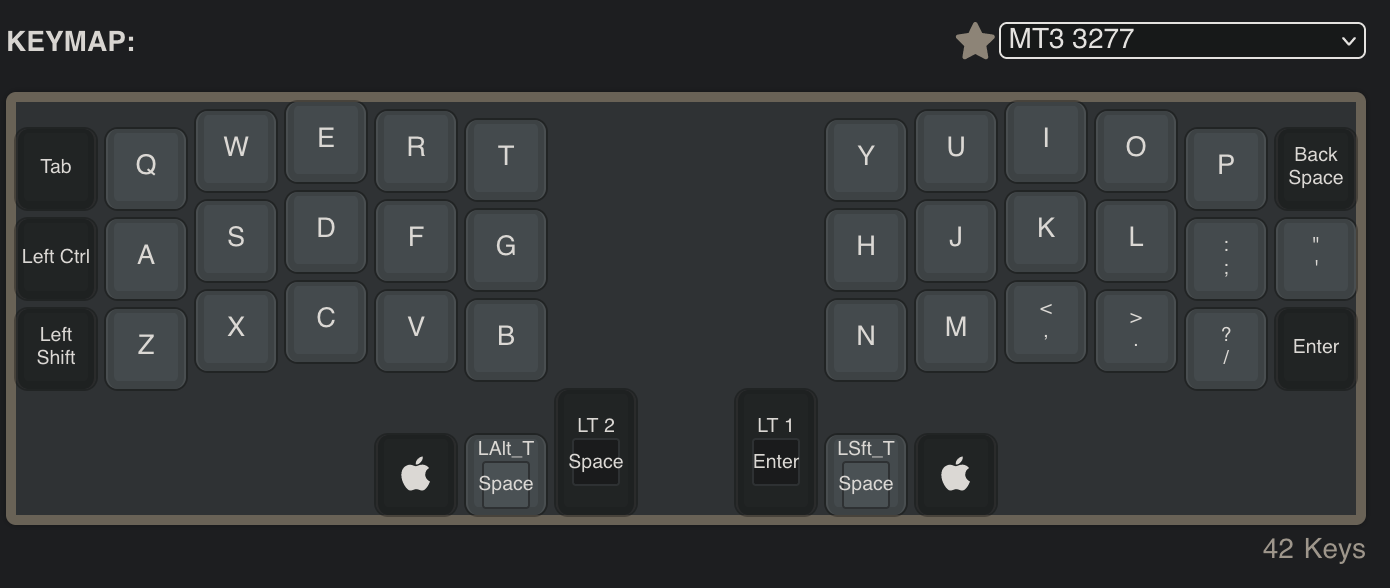 KEYMAP:
MT3 3277
Tab
Q
W
E
R
T
Y
U
I
O
P
Back
Space
Left Ctrl
A
S
D
F
G
H
J
K
L
:
;
"
'
Left
Shift
Z
X
C
V
B
N
M
<
,
>
.
?
/
Enter
LAlt_T
Space
LT 2
Space
LT 1
Enter
LSft_T
Space
42 Keys